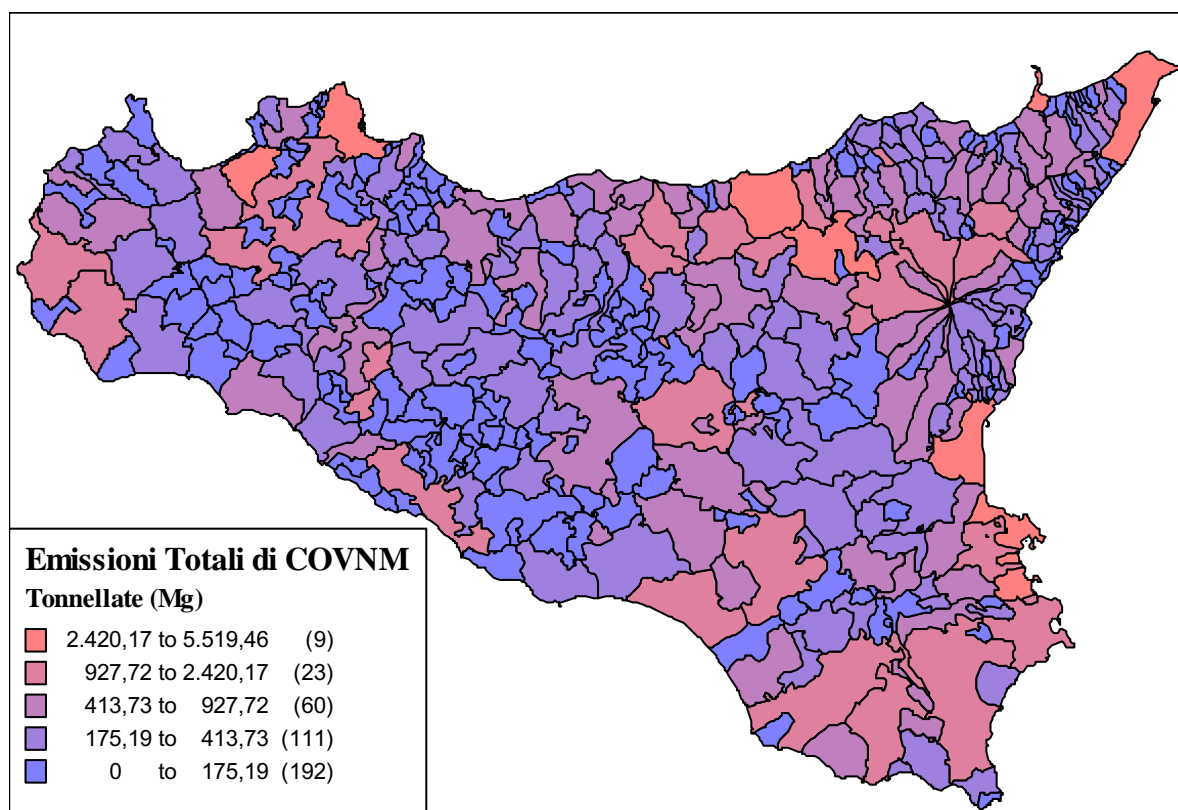 Emissioni Totali di COVNM
Tonnellate (Mg)
2.420,17 to 5.519,46 (9)
927,72 to 2.420,17 (23)
413,73 to 927,72 (60)
175,19 to 413,73 (111)
0 to 175,19 (192)